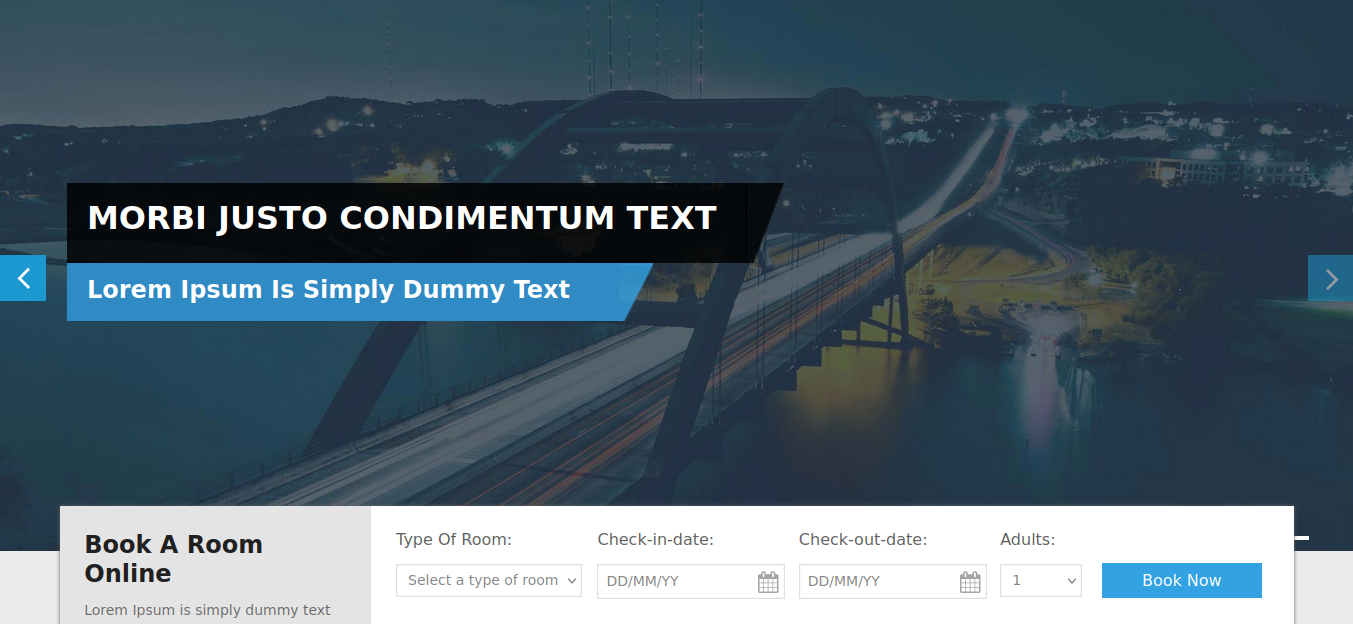 MORBI JUSTO CONDIMENTUM TEXT
Lorem Ipsum Is Simply Dummy Text
Book A Room
Online
Lorem Ipsum is simply dummy text
Type Of Room:
Check-in-date:
Check-out-date:
Adults:
Select a type of room
DD/MM/YY
DD/MM/YY
1
Book Now